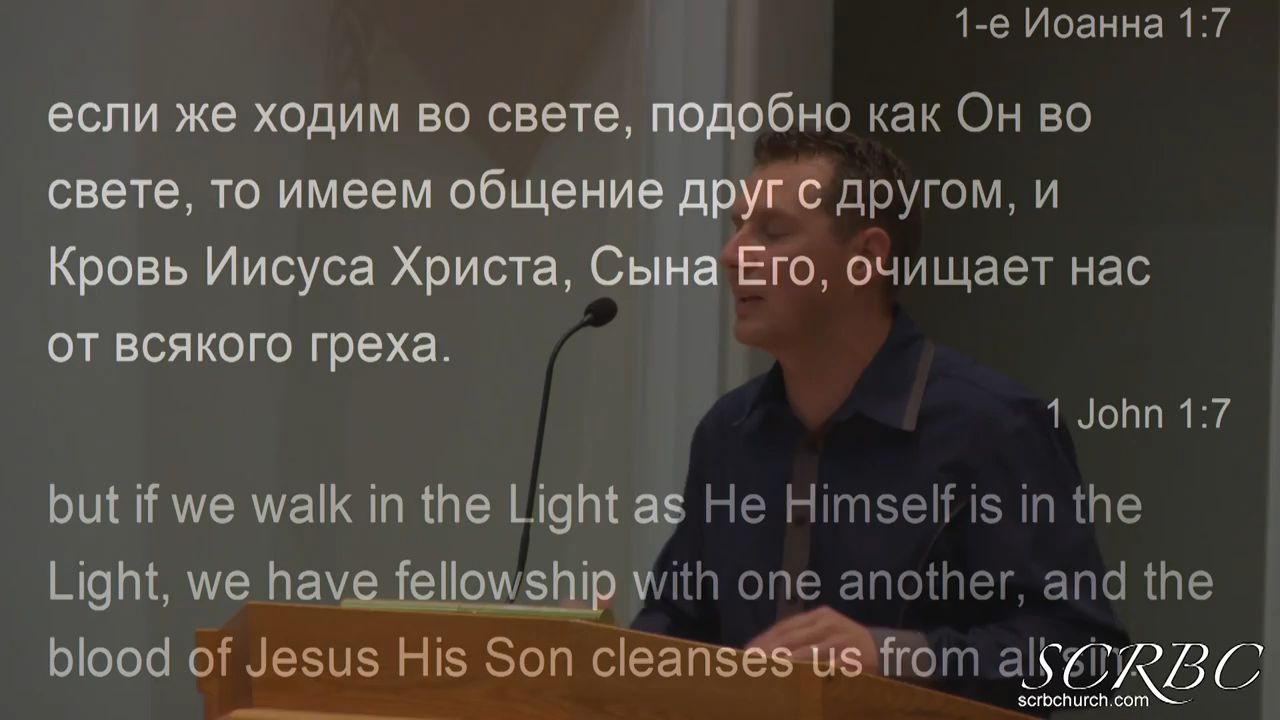 1-е Иоанна 1:7
если же ходим во свете, подобно как Он во
свете, то имеем общение друг с другом, и
Кровь Иисуса Христа, Сына Его, очищает нас
от всякого греха.
1 John 1:7
but if we walk in the Light as He Himself is in the
Light, we have fellowship with one another, and the
blood of Jesus His Son cleanses us from all sin.
SCRBC
scrbchurch.com